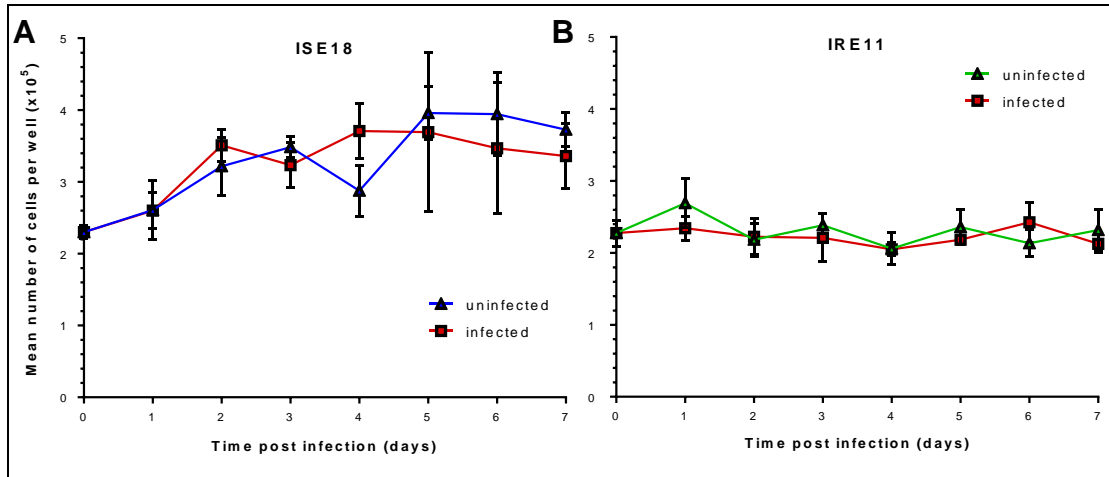 A
ISE18
Mean number of cells per well (x10⁵)
5
4
3
2
1
0
0 1 2 3 4 5 6 7
Time post infection (days)
uninfected
infected
B
IRE11
5
4
3
2
1
0
0 1 2 3 4 5 6 7
Time post infection (days)
uninfected
infected